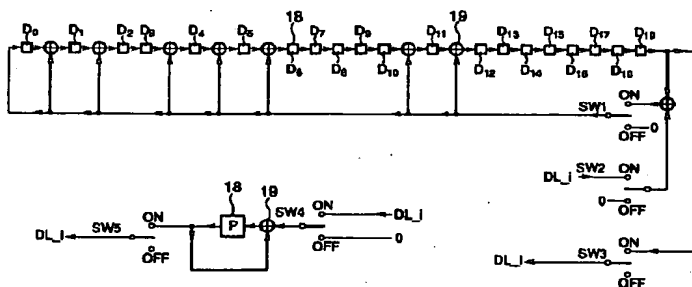 18 19
D0 D1 D2 D3 D4 D5 D7 D9 D11 D13 D15 D17 D19
D6 D8 D10 D12 D14 D16 D18
ON
SW1
OFF 0
DL_i SW2 ON
0 OFF
18 19
ON SW4 ON
DL_i SW5 P DL_i
OFF OFF 0
DL_i SW3 ON
OFF